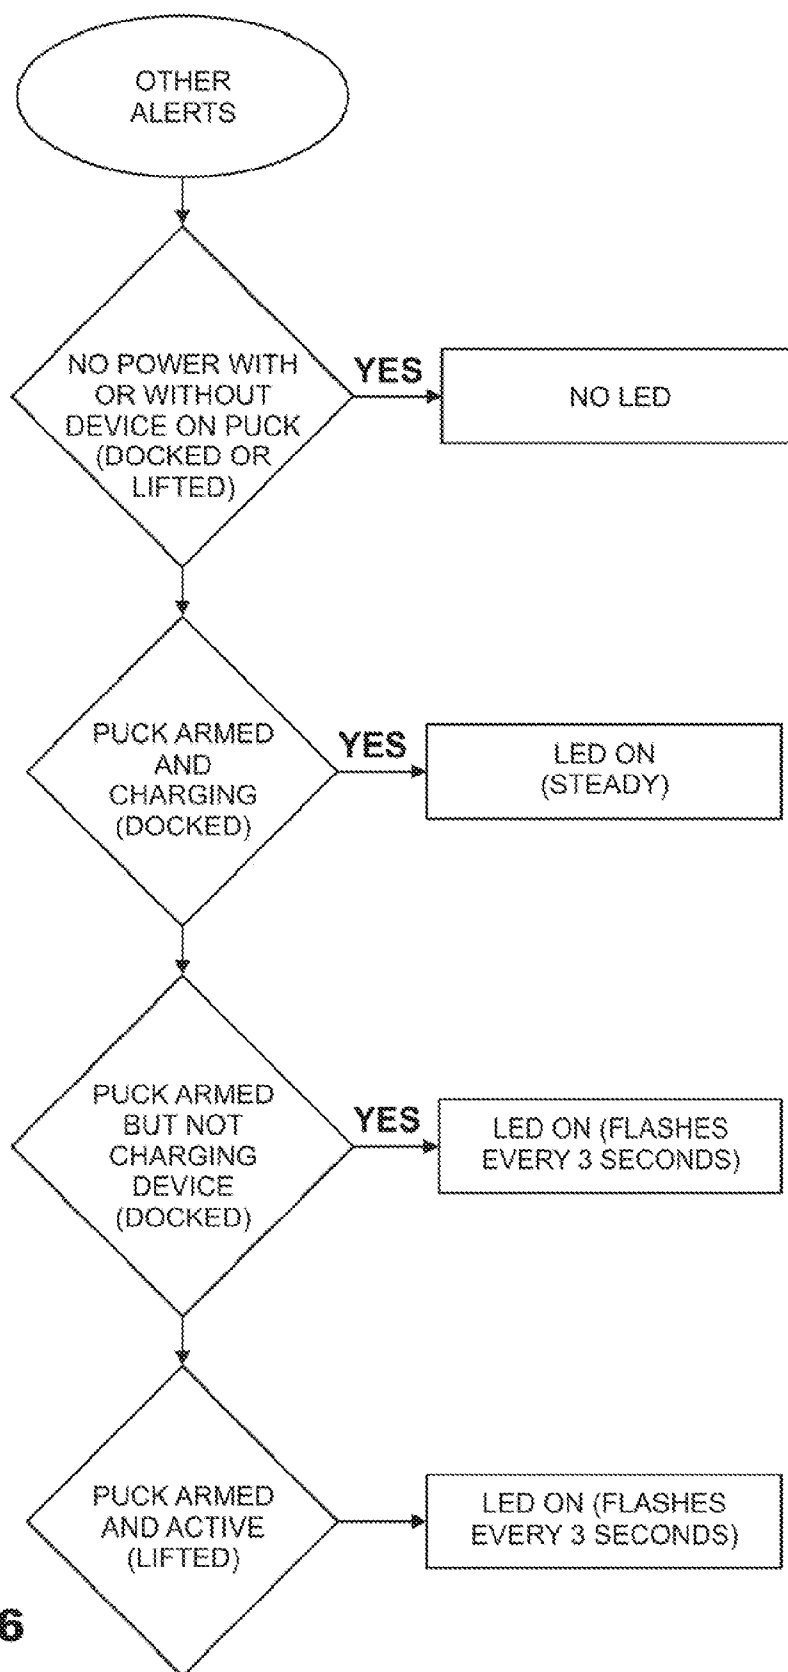 OTHER
ALERTS
NO POWER WITH
OR WITHOUT
DEVICE ON PUCK
(DOCKED OR
LIFTED)
YES
NO LED
PUCK ARMED
AND
CHARGING
(DOCKED)
YES
LED ON
(STEADY)
PUCK ARMED
BUT NOT
CHARGING
DEVICE
(DOCKED)
YES
LED ON (FLASHES
EVERY 3 SECONDS)
PUCK ARMED
AND ACTIVE
(LIFTED)
LED ON (FLASHES
EVERY 3 SECONDS)
6